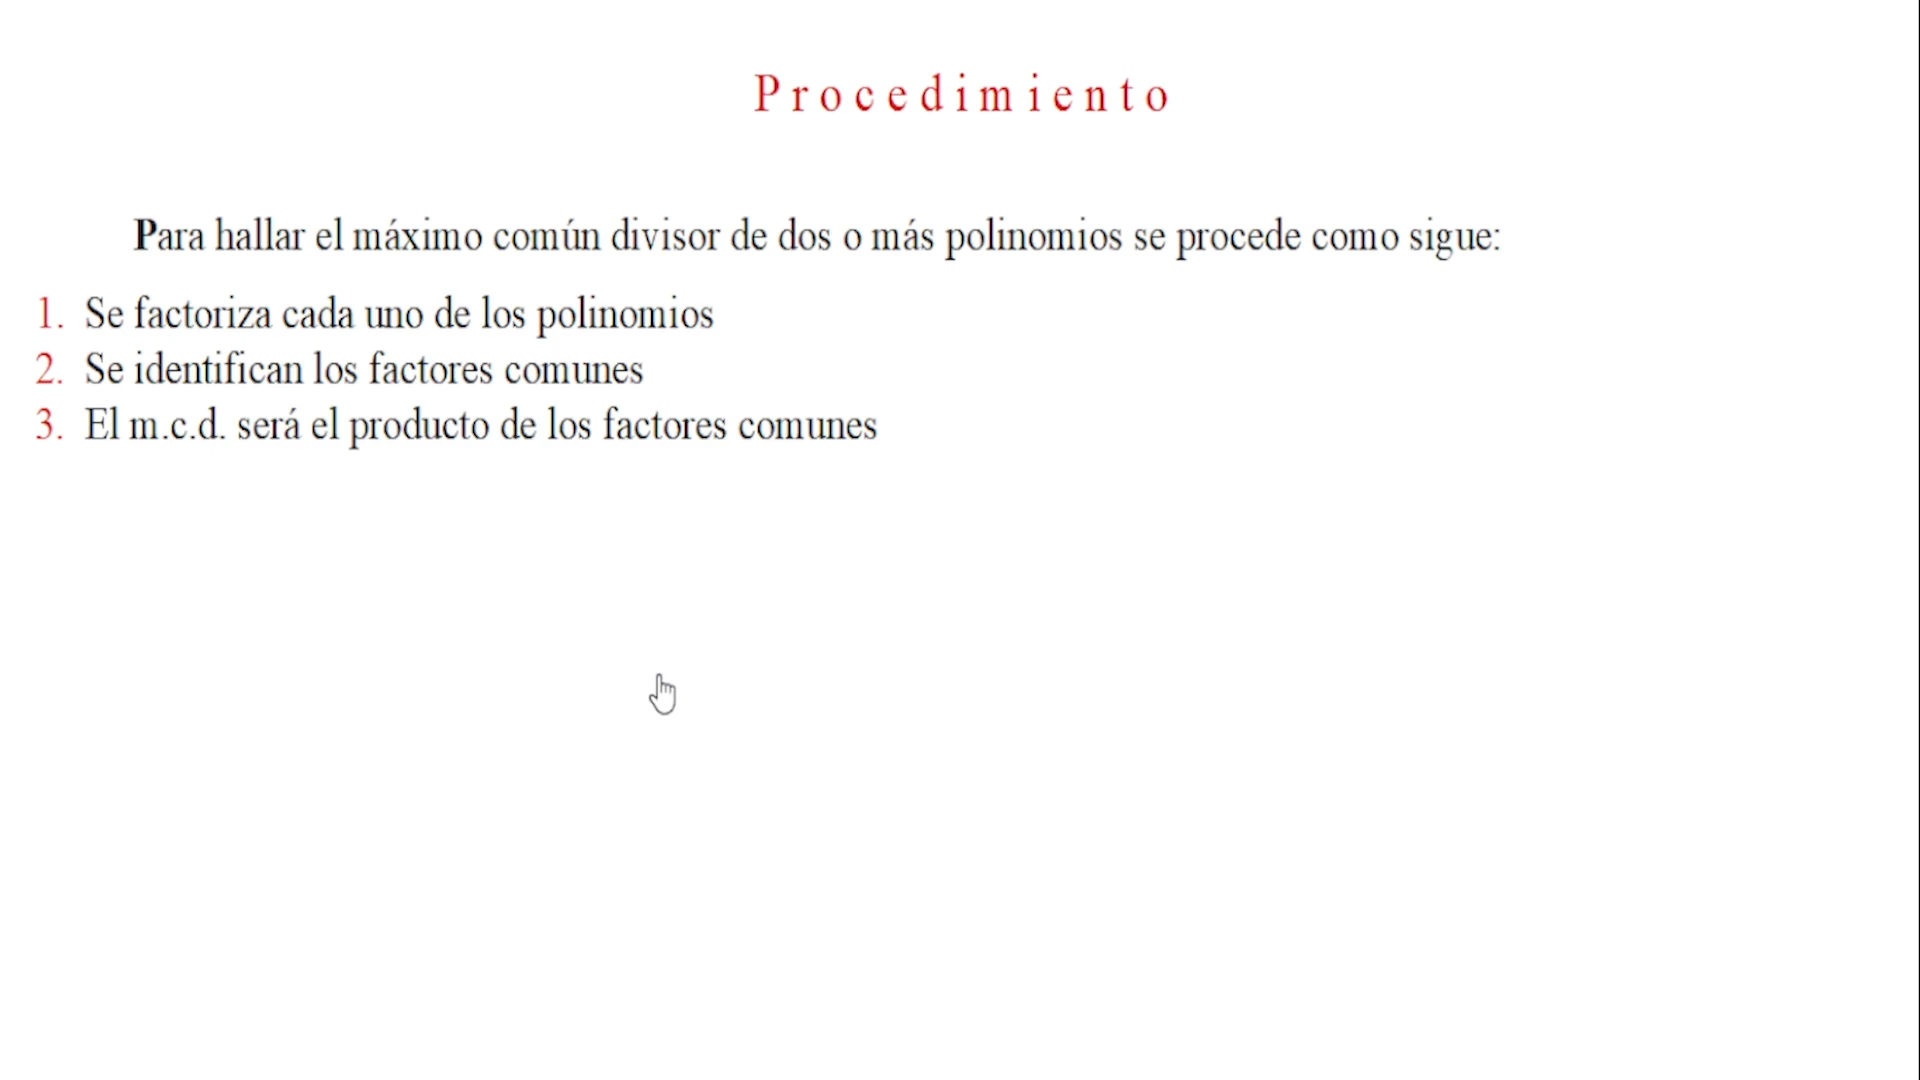 Procedimiento
Para hallar el máximo común divisor de dos o más polinomios se procede como sigue:
1. Se factoriza cada uno de los polinomios
2. Se identifican los factores comunes
3. El m.c.d. será el producto de los factores comunes